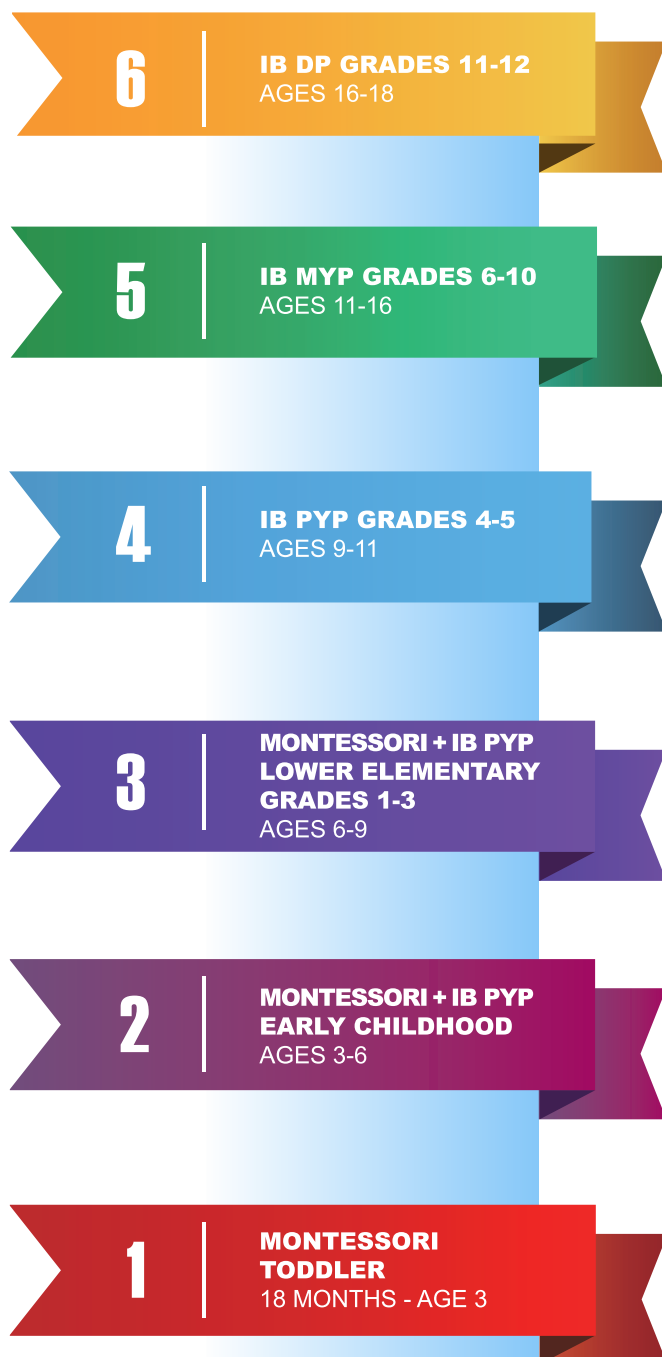 6
IB DP GRADES 11-12
AGES 16-18
5
IB MYP GRADES 6-10
AGES 11-16
4
IB PYP GRADES 4-5
AGES 9-11
3
MONTESSORI + IB PYP
LOWER ELEMENTARY
GRADES 1-3
AGES 6-9
2
MONTESSORI + IB PYP
EARLY CHILDHOOD
AGES 3-6
1
MONTESSORI
TODDLER
18 MONTHS - AGE 3